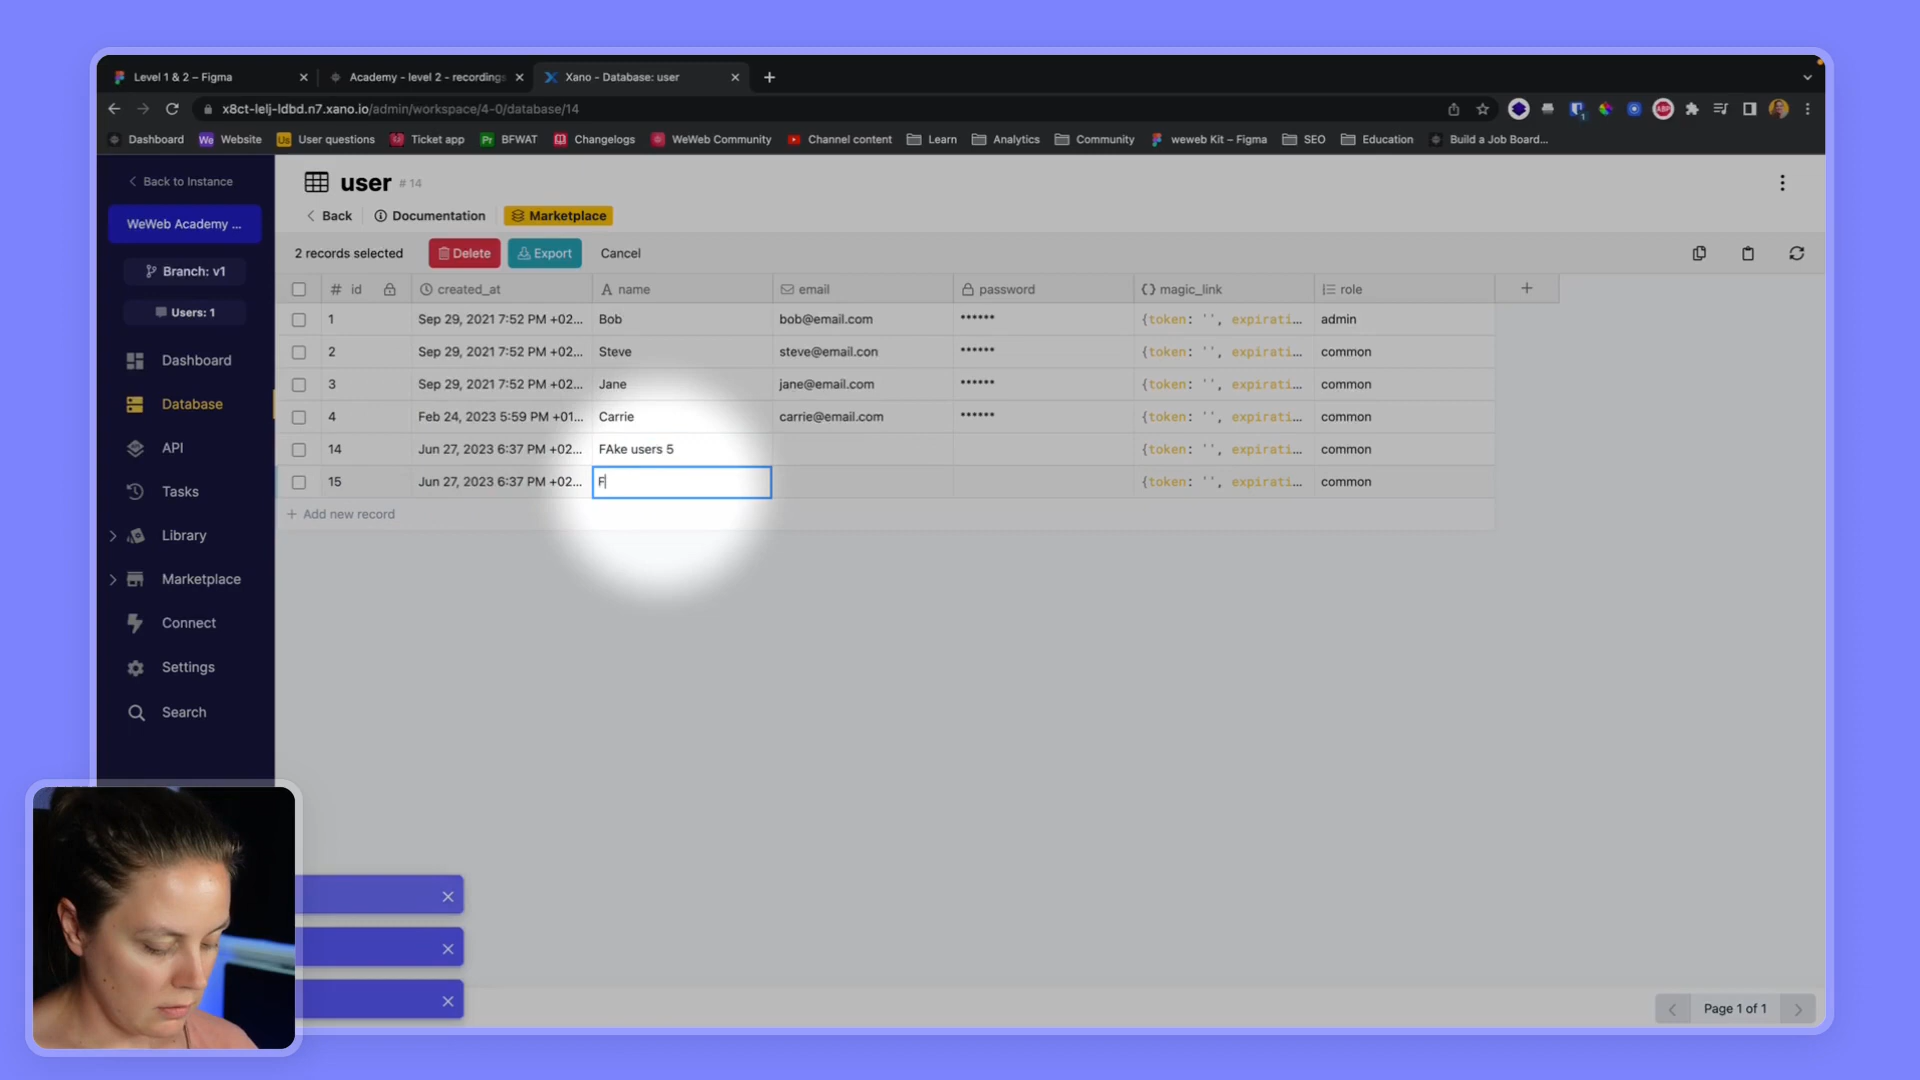 Level 1 & 2 – Figma
Academy - level 2 - recordings
Xano - Database: user
x8ct-lelj-ldbd.n7.xano.io/admin/workspace/4-0/database/14
Dashboard
We Website
Us User questions
Ticket app
Pr BFWAT
Changelogs
WeWeb Community
Channel content
Learn
Analytics
Community
weweb Kit – Figma
SEO
Education
Build a Job Board...
Back to Instance
WeWeb Academy ...
Branch: v1
Users: 1
Dashboard
Database
API
Tasks
Library
Marketplace
Connect
Settings
Search
user # 14
Back
Documentation
Marketplace
2 records selected
Delete
Export
Cancel
# id created_at A name email password {} magic_link role +
1 Sep 29, 2021 7:52 PM +02... Bob bob@email.com •••••• {token: '', expirati... admin
2 Sep 29, 2021 7:52 PM +02... Steve steve@email.con •••••• {token: '', expirati... common
3 Sep 29, 2021 7:52 PM +02... Jane jane@email.com •••••• {token: '', expirati... common
4 Feb 24, 2023 5:59 PM +01... Carrie carrie@email.com •••••• {token: '', expirati... common
14 Jun 27, 2023 6:37 PM +02... FAke users 5 {token: '', expirati... common
15 Jun 27, 2023 6:37 PM +02... F {token: '', expirati... common
+ Add new record
Page 1 of 1